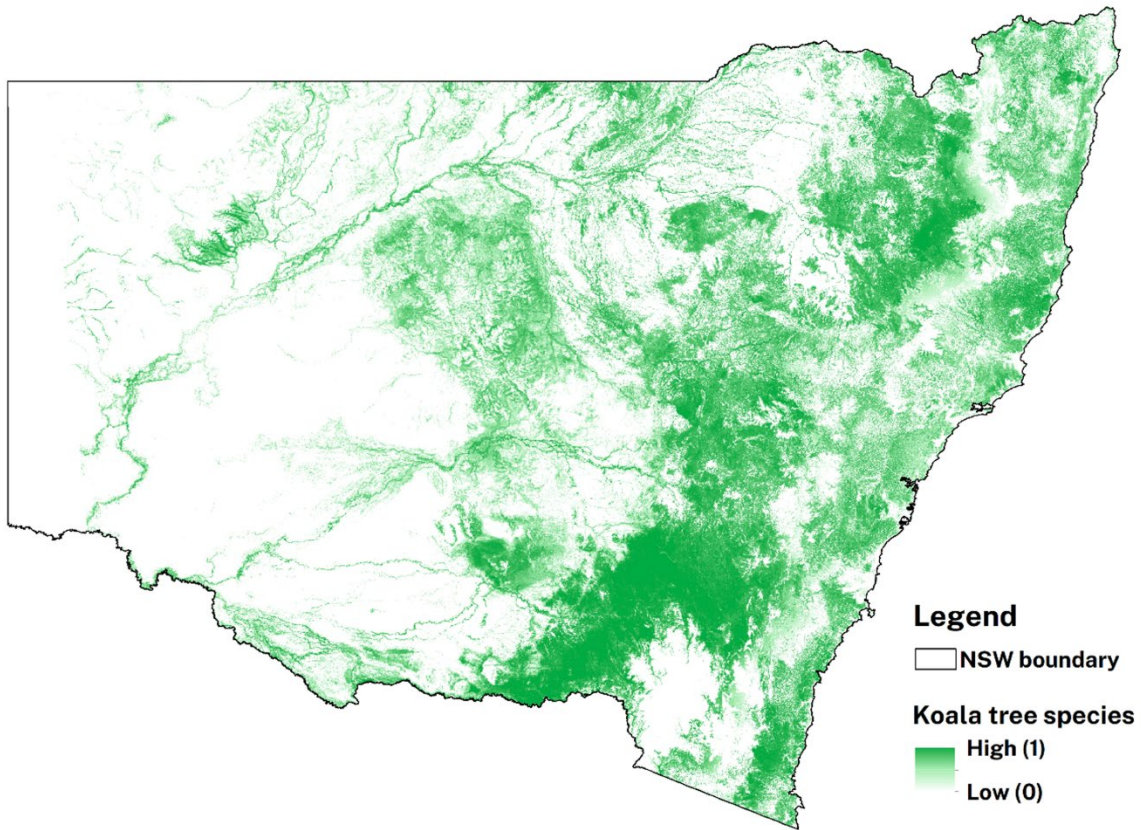 Legend
NSW boundary
Koala tree species
High (1)
Low (0)